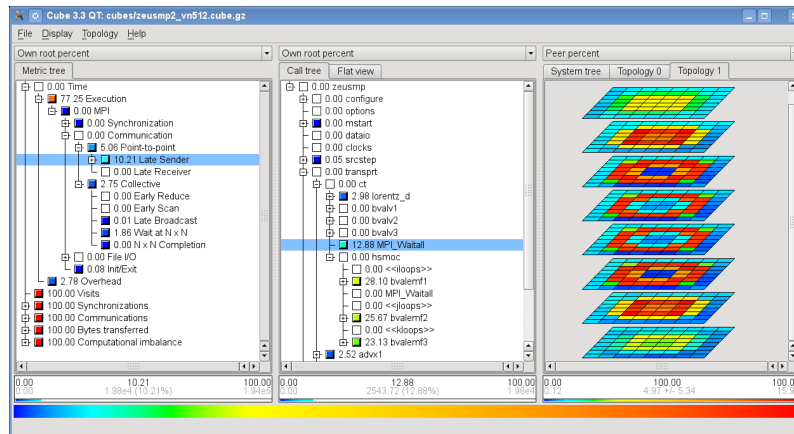 Cube 3.3 QT: cubes/zeusmp2_vn512.cube.gz
File Display Topology Help
Own root percent
Metric tree
0.00 Time
77.25 Execution
0.00 MPI
0.00 Synchronization
0.00 Communication
5.06 Point-to-point
10.21 Late Sender
0.00 Late Receiver
2.75 Collective
0.00 Early Reduce
0.00 Early Scan
0.01 Late Broadcast
1.86 Wait at N x N
0.00 N x N Completion
0.00 File I/O
0.08 Init/Exit
2.78 Overhead
100.00 Visits
100.00 Synchronizations
100.00 Communications
100.00 Bytes transferred
100.00 Computational imbalance
0.00 10.21 100.00
0.00 1.98e4 (10.21%) 1.94e5
Own root percent
Call tree Flat view
0.00 zeusmp
0.00 configure
0.00 options
0.00 mstart
0.00 dataio
0.00 clocks
0.05 srcstep
0.00 transprt
0.00 ct
2.98 lorentz_d
0.00 bvalv1
0.00 bvalv2
0.00 bvalv3
12.88 MPI_Waitall
0.00 hsmoc
0.00 <<iloops>>
28.10 bvalemf1
0.00 MPI_Waitall
0.00 <<jloops>>
25.67 bvalemf2
0.00 <<kloops>>
23.13 bvalemf3
2.52 advx1
0.00 12.88 100.00
0.00 2543.72 (12.88%) 1.98e4
Peer percent
System tree Topology 0 Topology 1
0.00 100.00 100.0
0.12 4.97 +/- 5.34 15.9